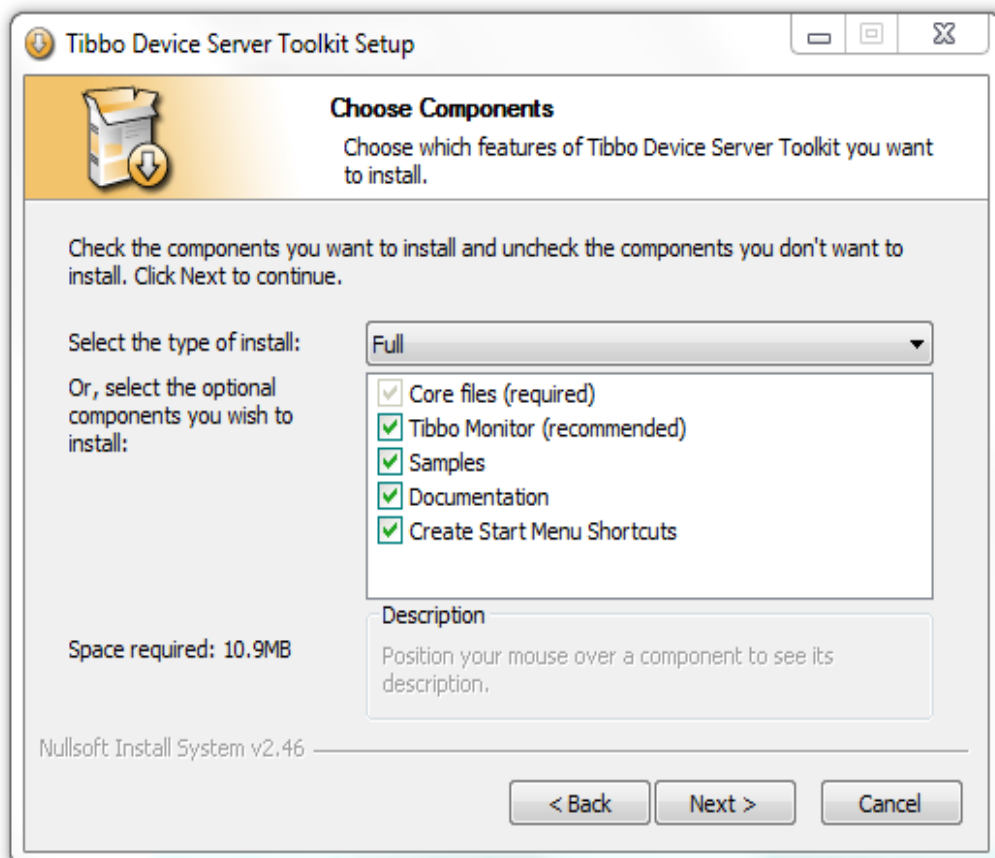 Tibbo Device Server Toolkit Setup
Choose Components
Choose which features of Tibbo Device Server Toolkit you want
to install.
Check the components you want to install and uncheck the components you don't want to
install. Click Next to continue.
Select the type of install:
Full
Or, select the optional
components you wish to
install:
Core files (required)
Tibbo Monitor (recommended)
Samples
Documentation
Create Start Menu Shortcuts
Space required: 10.9MB
Description
Position your mouse over a component to see its
description.
Nullsoft Install System v2.46
< Back
Next >
Cancel